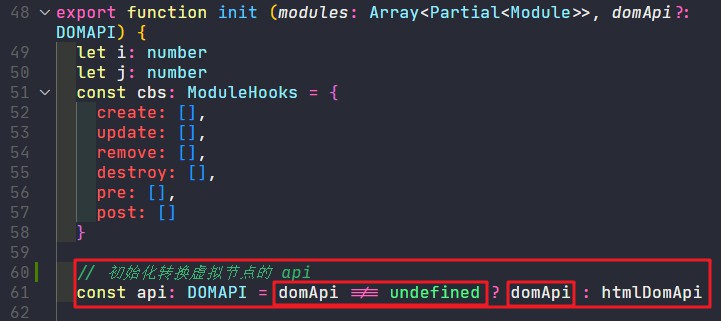 48 export function init (modules: Array<Partial<Module>>, domApi?:
DOMAPI) {
49 let i: number
50 let j: number
51 const cbs: ModuleHooks = {
52 create: [],
53 update: [],
54 remove: [],
55 destroy: [],
56 pre: [],
57 post: []
58 }
59
60 // 初始化转换虚拟节点的 api
61 const api: DOMAPI = domApi !== undefined ? domApi : htmlDomApi
62